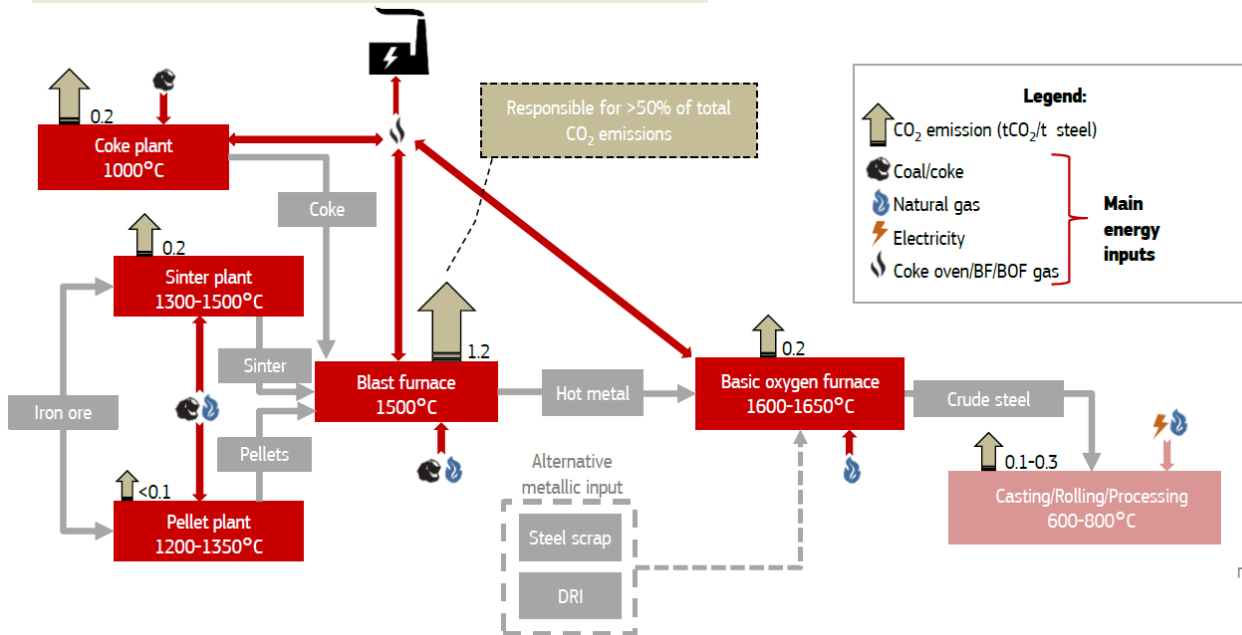 0.2
Coke plant
1000°C
Responsible for >50% of total
CO₂ emissions
Legend:
CO₂ emission (tCO₂/t steel)
Coal/coke
Natural gas
Electricity
Coke oven/BF/BOF gas
Main
energy
inputs
Coke
0.2
Sinter plant
1300-1500°C
Sinter
Iron ore
Pellets
<0.1
Pellet plant
1200-1350°C
1.2
Blast furnace
1500°C
Hot metal
0.2
Basic oxygen furnace
1600-1650°C
Crude steel
Alternative
metallic input
Steel scrap
DRI
0.1-0.3
Casting/Rolling/Processing
600-800°C